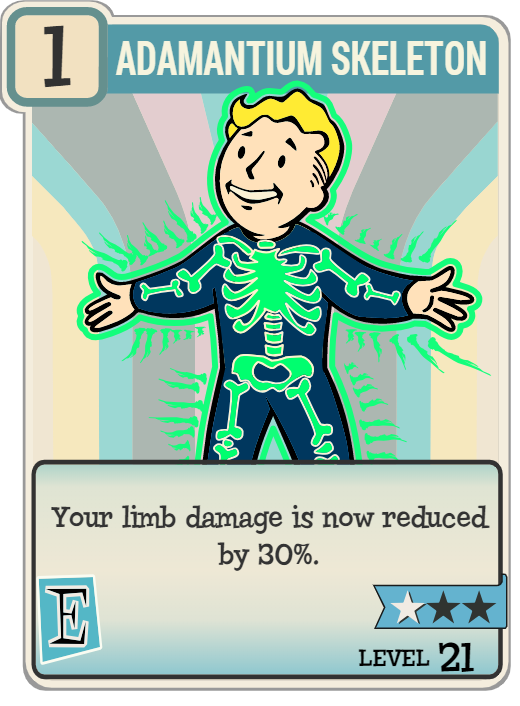 1
ADAMANTIUM SKELETON
Your limb damage is now reduced
by 30%.
E
LEVEL 21